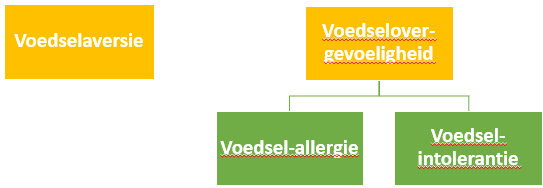 Voedselaversie
Voedselover-
gevoeligheid
Voedsel-allergie
Voedsel-
intolerantie